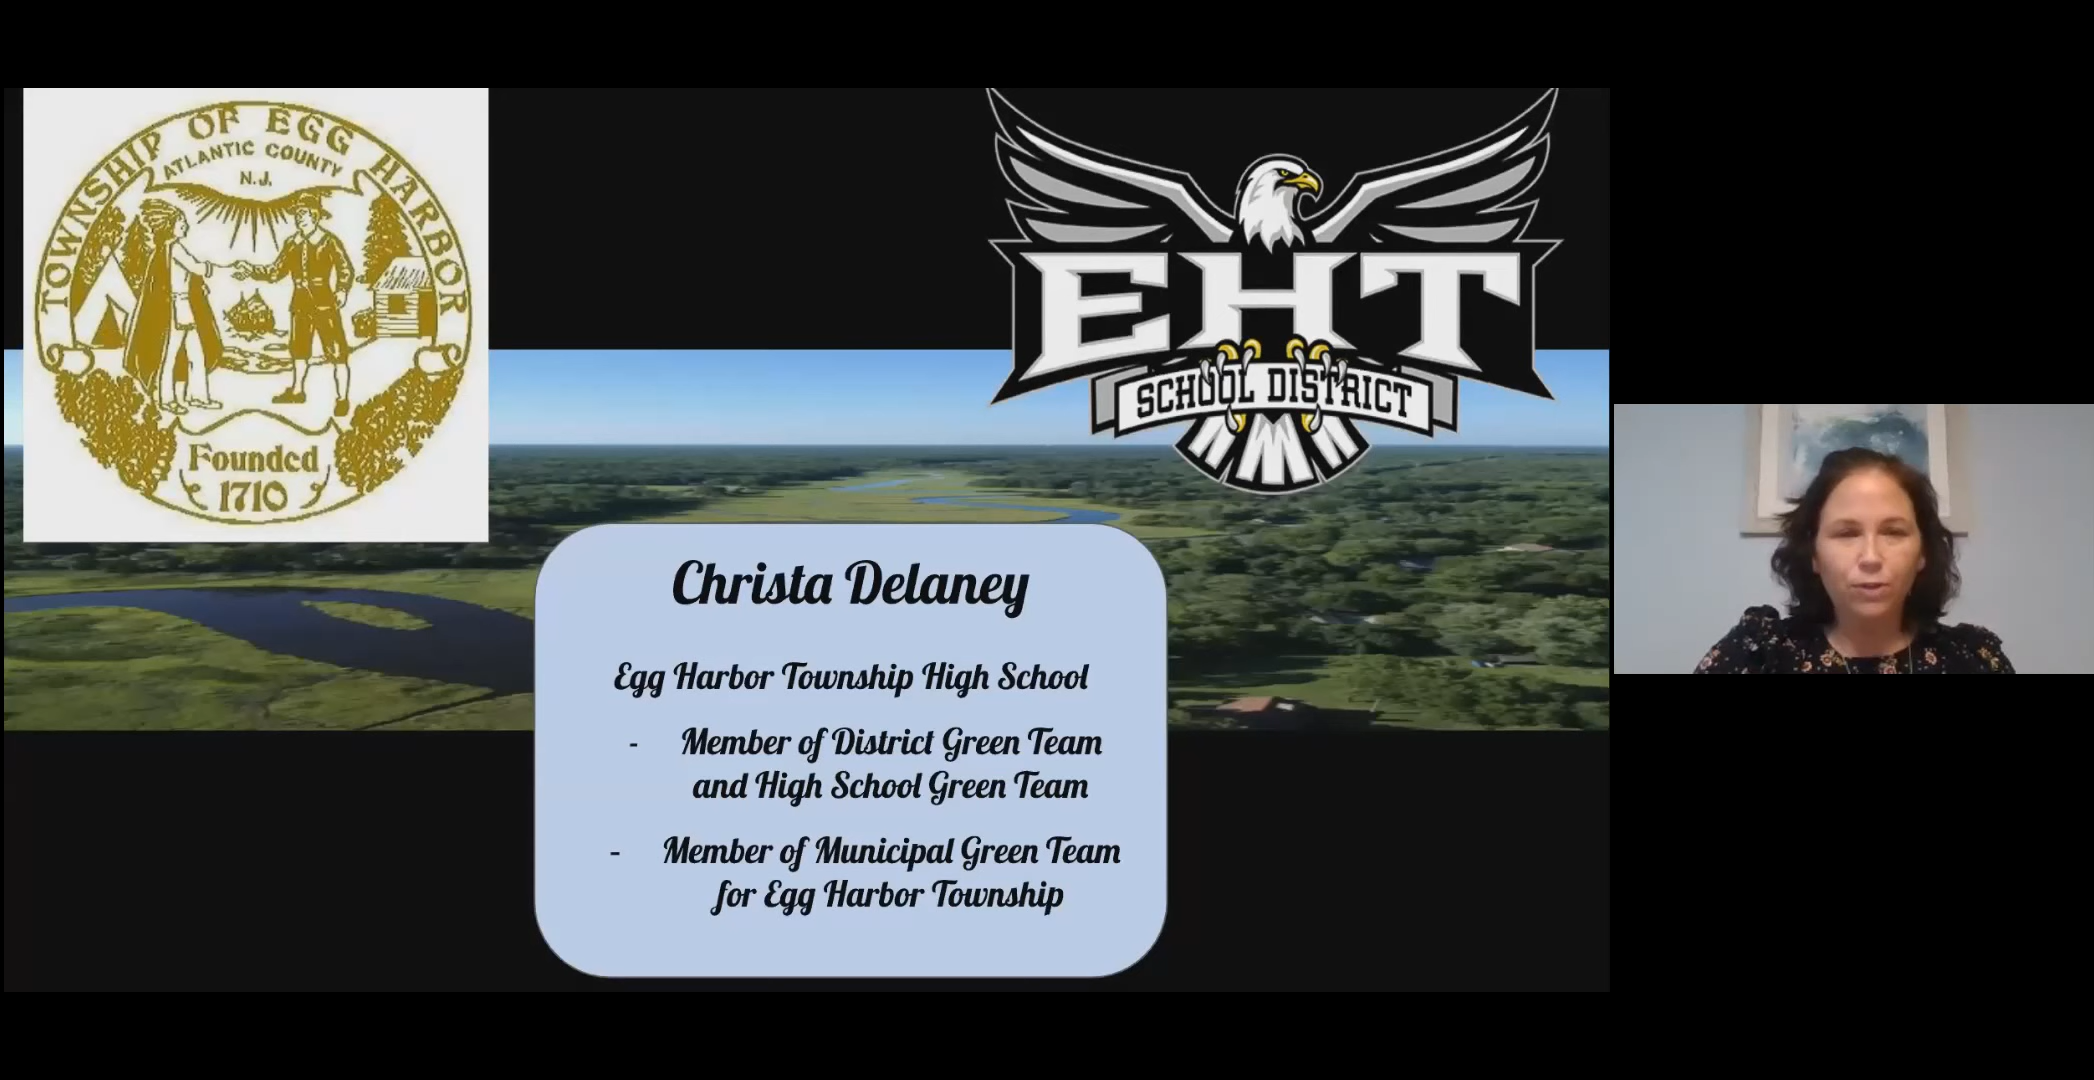 TOWNSHIP OF EGG HARBOR
ATLANTIC COUNTY
N.J.
Founded
1710
EHT
SCHOOL DISTRICT
Christa Delaney
Egg Harbor Township High School
- Member of District Green Team
and High School Green Team
- Member of Municipal Green Team
for Egg Harbor Township